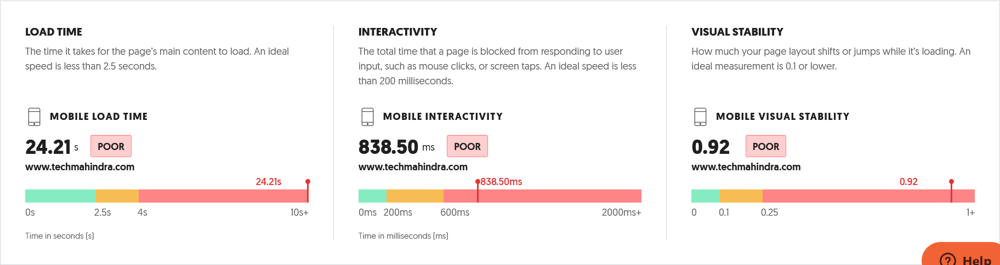 LOAD TIME
The time it takes for the page's main content to load. An ideal
speed is less than 2.5 seconds.
MOBILE LOAD TIME
24.21 s POOR
www.techmahindra.com
24.21s
0s 2.5s 4s 10s+
Time in seconds (s)
INTERACTIVITY
The total time that a page is blocked from responding to user
input, such as mouse clicks, or screen taps. An ideal speed is less
than 200 milliseconds.
MOBILE INTERACTIVITY
838.50 ms POOR
www.techmahindra.com
838.50ms
0ms 200ms 600ms 2000ms+
Time in milliseconds (ms)
VISUAL STABILITY
How much your page layout shifts or jumps while it's loading. An
ideal measurement is 0.1 or lower.
MOBILE VISUAL STABILITY
0.92 POOR
www.techmahindra.com
0.92
0 0.1 0.25 1+
? Help